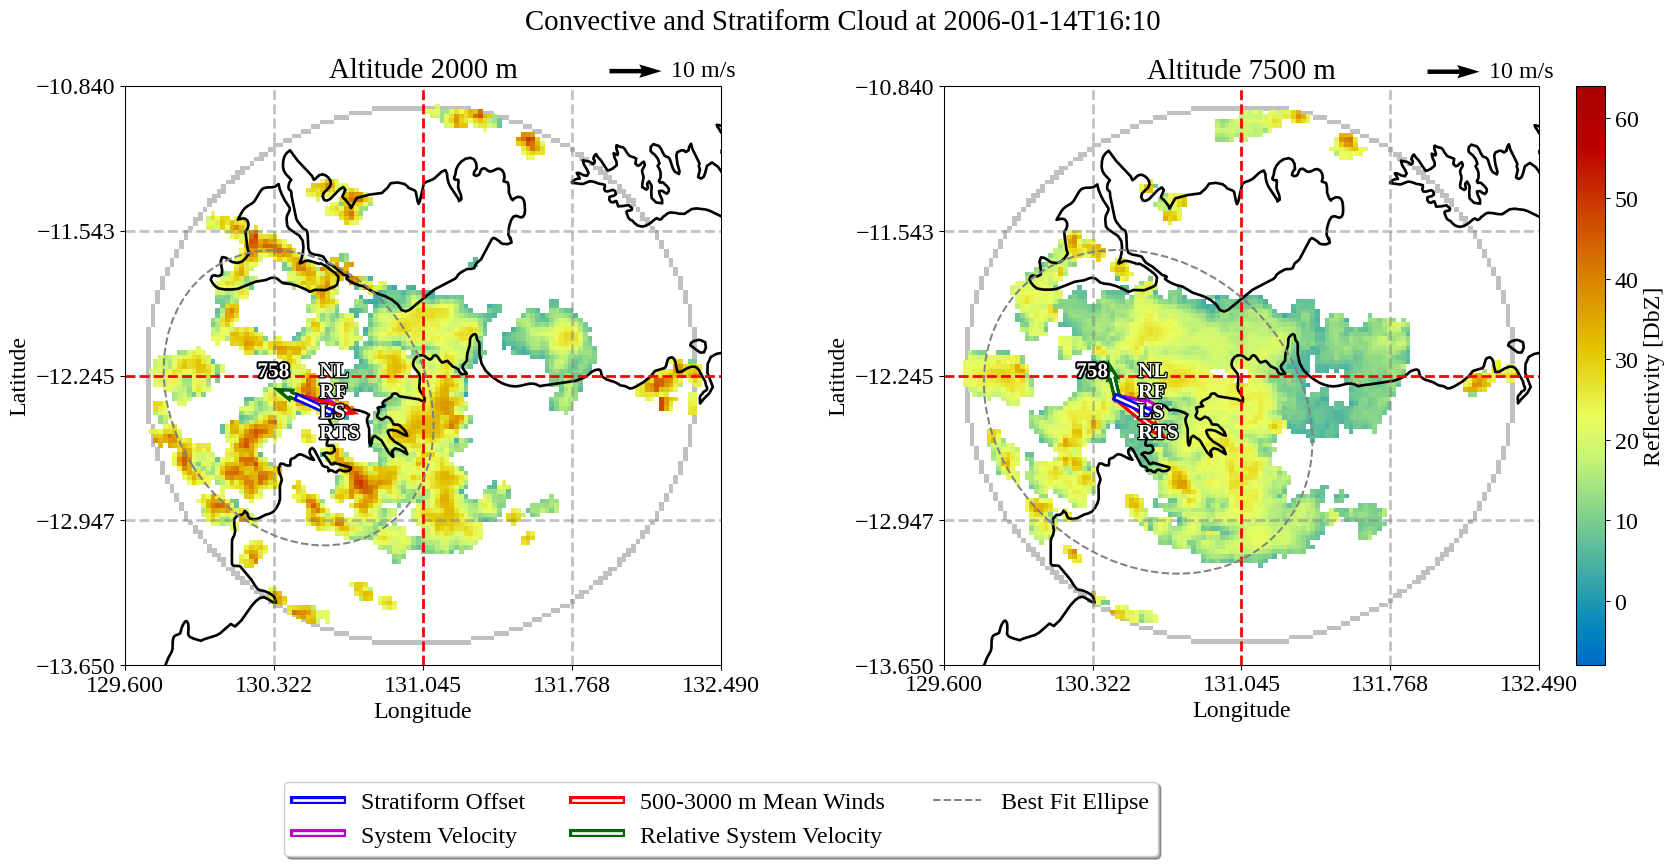 Convective and Stratiform Cloud at 2006-01-14T16:10
Altitude 2000 m
10 m/s
Altitude 7500 m
10 m/s
−10.840
−11.543
−12.245
−12.947
−13.650
Latitude
758
NL
RF
LS
RTS
129.600
130.322
131.045
131.768
132.490
Longitude
−10.840
−11.543
−12.245
−12.947
−13.650
Latitude
758
NL
RF
LS
RTS
129.600
130.322
131.045
131.768
132.490
Longitude
60
50
40
30
20
10
0
Reflectivity [DbZ]
Stratiform Offset
System Velocity
500-3000 m Mean Winds
Relative System Velocity
Best Fit Ellipse